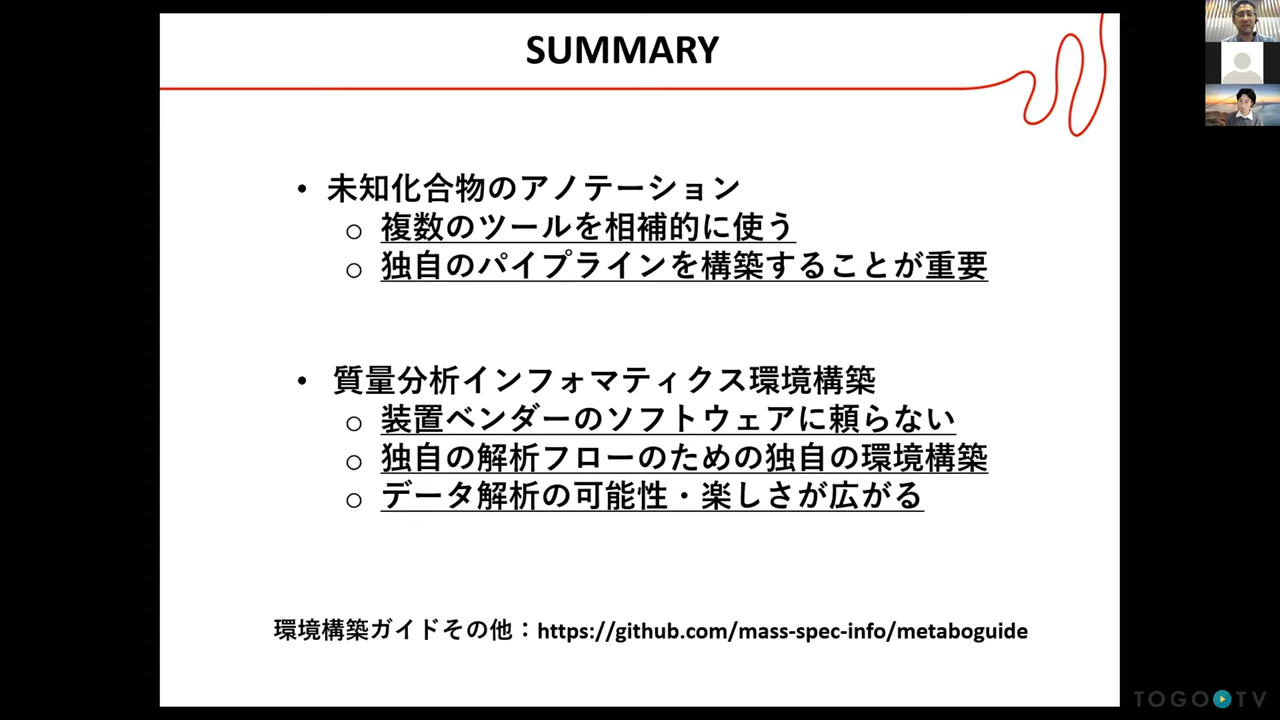 SUMMARY
• 未知化合物のアノテーション
o 複数のツールを相補的に使う
o 独自のパイプラインを構築することが重要
• 質量分析インフォマティクス環境構築
o 装置ベンダーのソフトウェアに頼らない
o 独自の解析フローのための独自の環境構築
o データ解析の可能性・楽しさが広がる
環境構築ガイドその他：https://github.com/mass-spec-info/metaboguide
TOGO TV